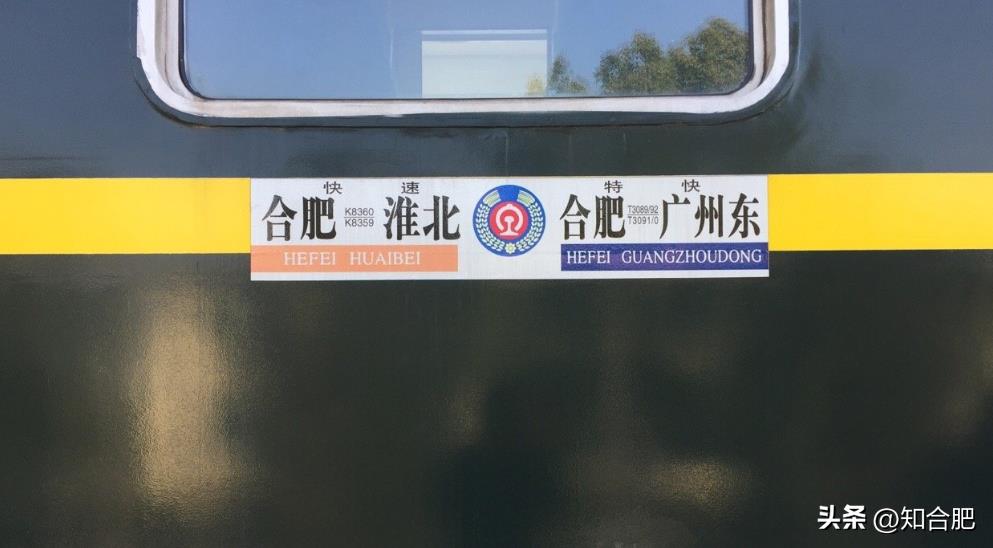 快速
合肥 K8360 K8359 淮北
HEFEI HUAIBEI
特快
合肥 T3089/92 T3091/0 广州东
HEFEI GUANGZHOUDONG
头条 @知合肥